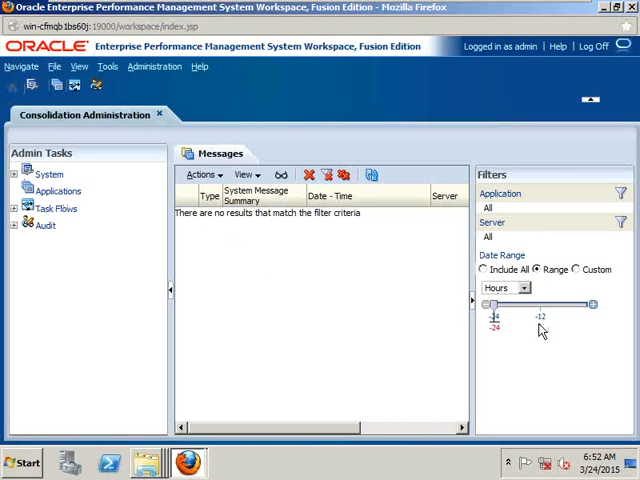 Oracle Enterprise Performance Management System Workspace, Fusion Edition - Mozilla Firefox
win-cfmqb1bs60j:19000/workspace/index.jsp
ORACLE Enterprise Performance Management System Workspace, Fusion Edition
Logged in as admin | Help | Log Off
Navigate File View Tools Administration Help
Consolidation Administration ×
Admin Tasks
System
Applications
Task Flows
Audit
Messages
Actions View
Type System Message Summary Date - Time Server
There are no results that match the filter criteria
Filters
Application
All
Server
All
Date Range
Include All Range Custom
Hours
-24 -12
-24
Start
6:52 AM
3/24/2015